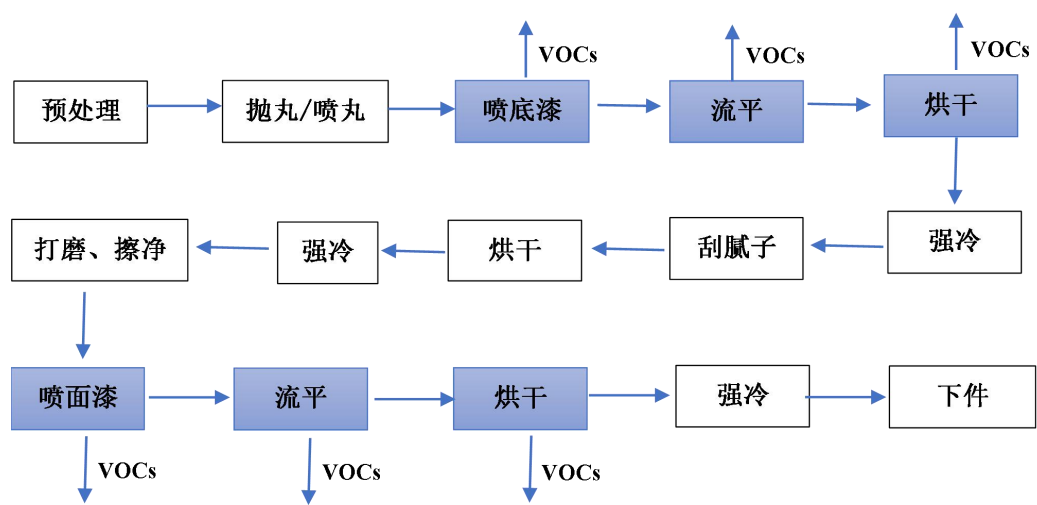 VOCs
VOCs
VOCs
预处理
抛丸/喷丸
喷底漆
流平
烘干
打磨、擦净
强冷
烘干
刮腻子
强冷
喷面漆
流平
烘干
强冷
下件
VOCs
VOCs
VOCs